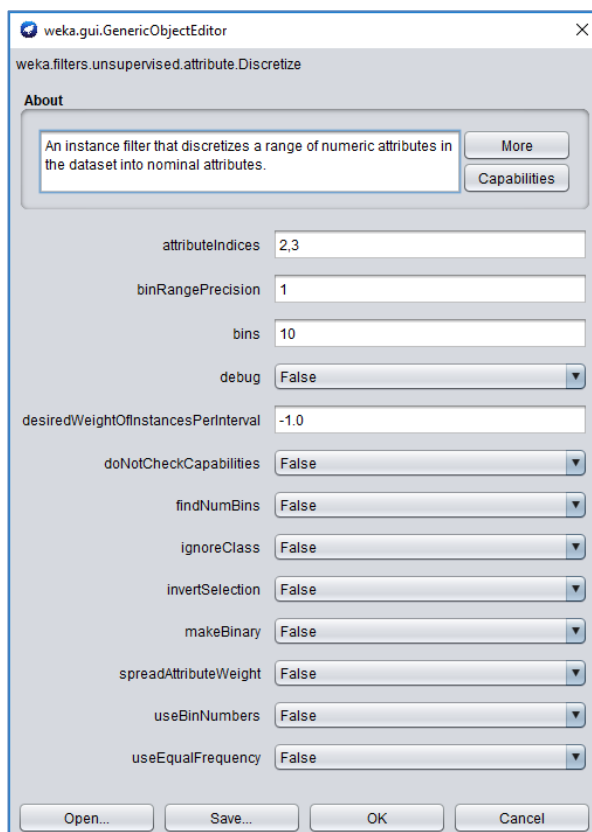 weka.gui.GenericObjectEditor
weka.filters.unsupervised.attribute.Discretize
About
An instance filter that discretizes a range of numeric attributes in
the dataset into nominal attributes.
More
Capabilities
attributeIndices 2,3
binRangePrecision 1
bins 10
debug False
desiredWeightOfInstancesPerInterval -1.0
doNotCheckCapabilities False
findNumBins False
ignoreClass False
invertSelection False
makeBinary False
spreadAttributeWeight False
useBinNumbers False
useEqualFrequency False
Open... Save... OK Cancel